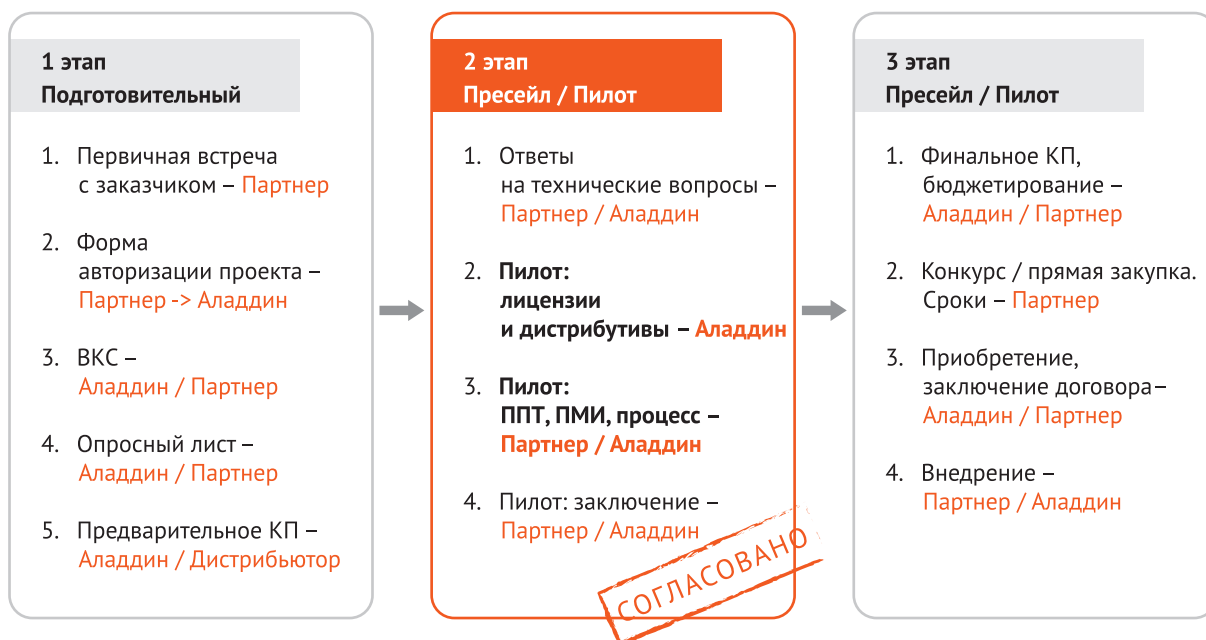 1 этап
Подготовительный
1. Первичная встреча
с заказчиком – Партнер
2. Форма
авторизации проекта –
Партнер -> Аладдин
3. ВКС –
Аладдин / Партнер
4. Опросный лист –
Аладдин / Партнер
5. Предварительное КП –
Аладдин / Дистрибьютор
2 этап
Пресейл / Пилот
1. Ответы
на технические вопросы –
Партнер / Аладдин
2. Пилот:
лицензии
и дистрибутивы – Аладдин
3. Пилот:
ППТ, ПМИ, процесс –
Партнер / Аладдин
4. Пилот: заключение –
Партнер / Аладдин
СОГЛАСОВАНО
3 этап
Пресейл / Пилот
1. Финальное КП,
бюджетирование –
Аладдин / Партнер
2. Конкурс / прямая закупка.
Сроки – Партнер
3. Приобретение,
заключение договора–
Аладдин / Партнер
4. Внедрение –
Партнер / Аладдин